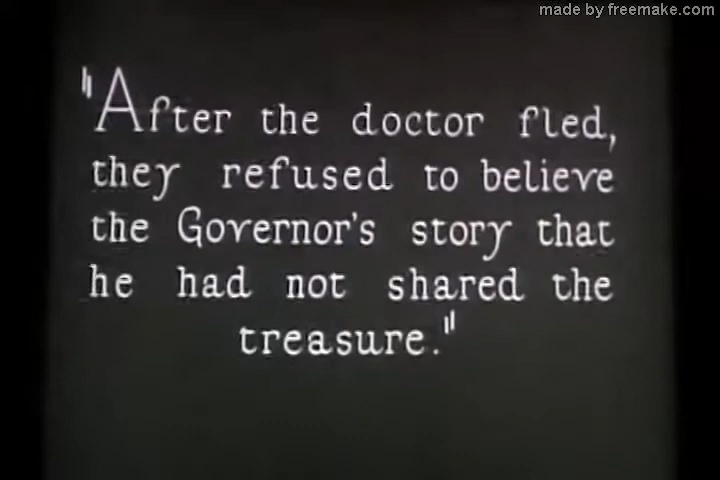 made by freemake.com
"After the doctor fled,
they refused to believe
the Governor's story that
he had not shared the
treasure."